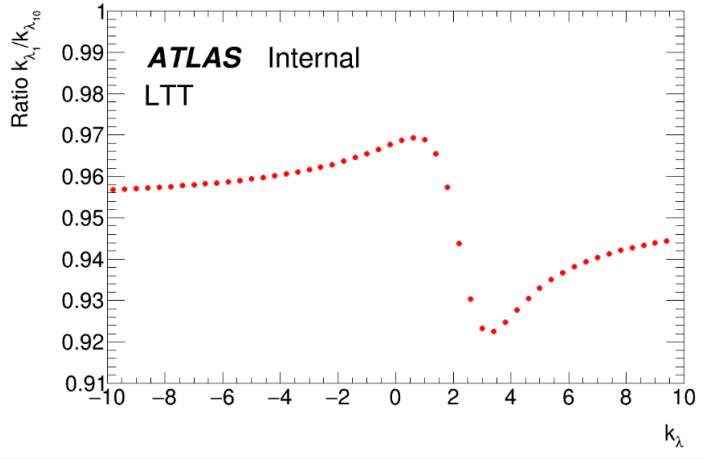 Ratio k_{λ_1}/k_{λ_{10}}
1
0.99
0.98
0.97
0.96
0.95
0.94
0.93
0.92
0.91
ATLAS Internal
LTT
−10 −8 −6 −4 −2 0 2 4 6 8 10
k_λ